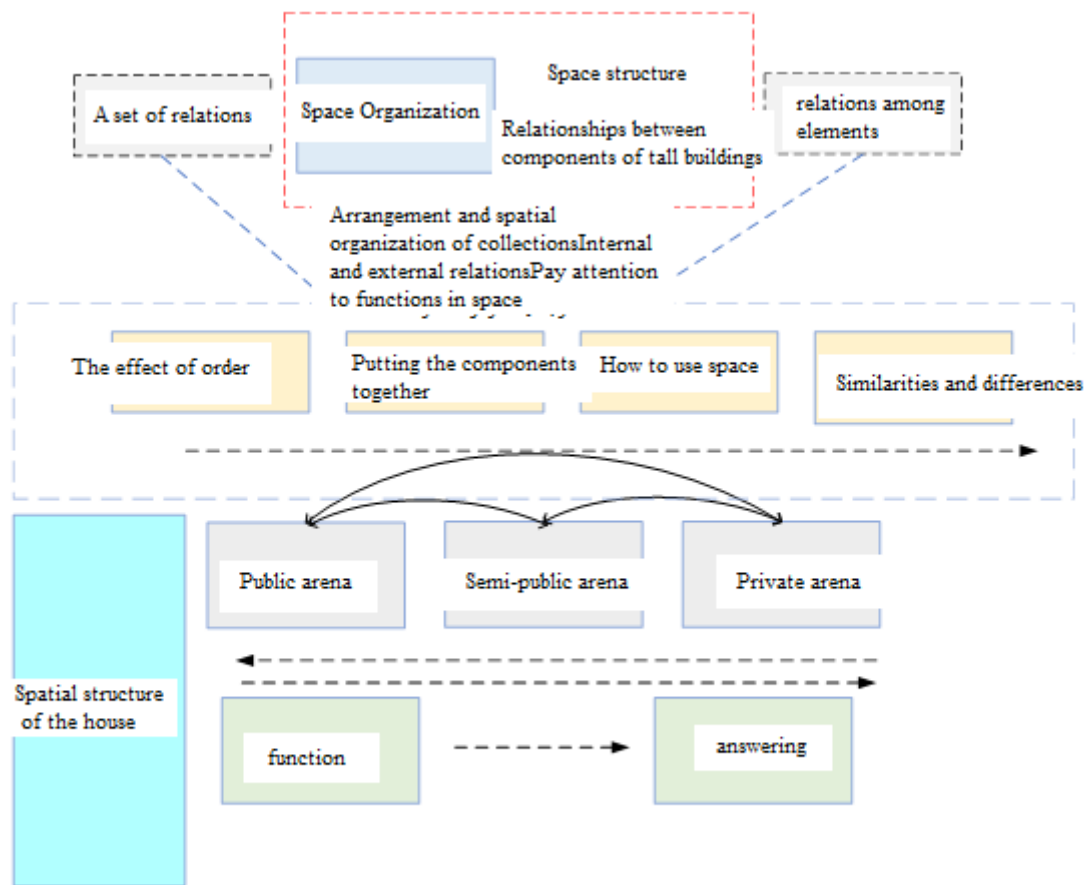 Space structure
A set of relations
Space Organization
relations among
elements
Relationships between
components of tall buildings
Arrangement and spatial
organization of collectionsInternal
and external relationsPay attention
to functions in space
The effect of order
Putting the components
together
How to use space
Similarities and differences
Public arena
Semi-public arena
Private arena
Spatial structure
of the house
function
answering